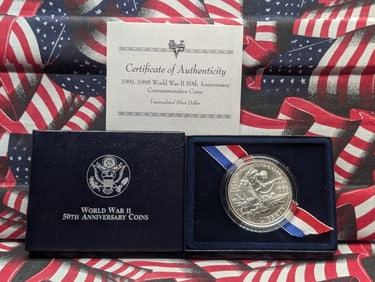 Certificate of Authenticity
1991-1995 World War II 50th Anniversary
Commemorative Coins
Uncirculated Silver Dollar
WORLD WAR II
50TH ANNIVERSARY COINS